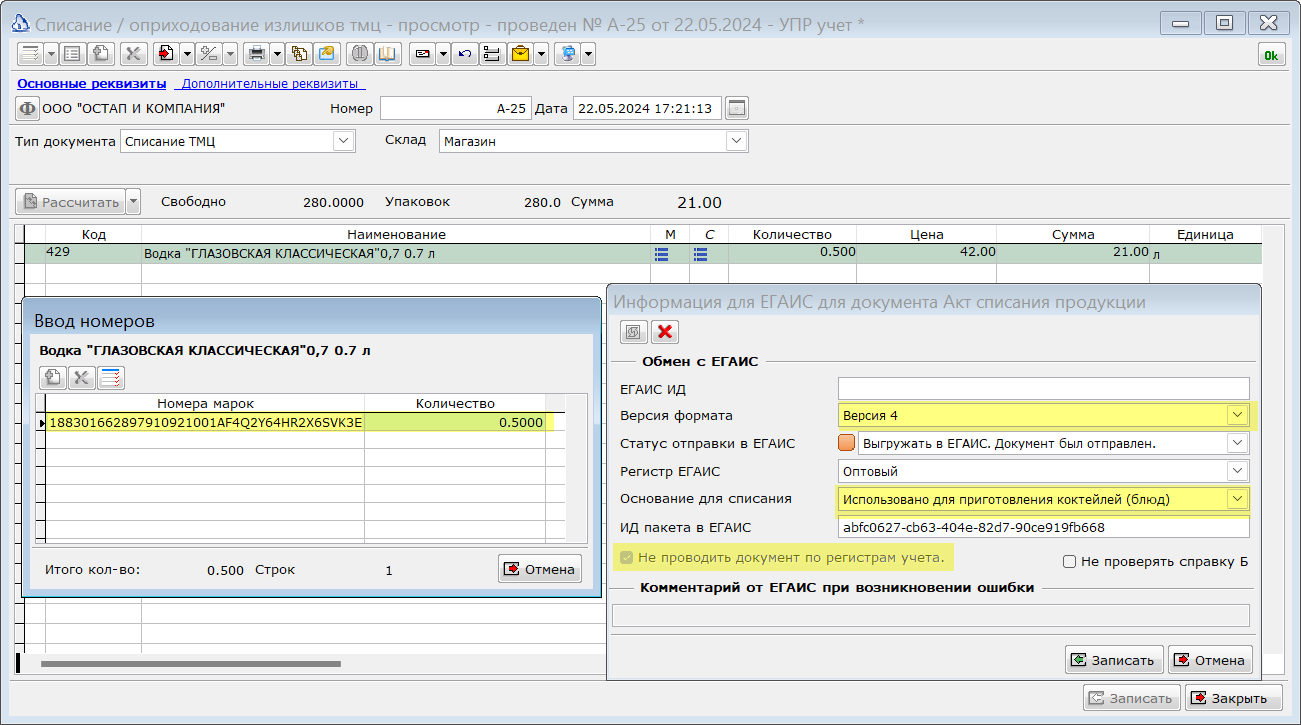 Списание / оприходование излишков тмц - просмотр - проведен № А-25 от 22.05.2024 - УПР учет *
Ok
Основные реквизиты   Дополнительные реквизиты
Ф ООО "ОСТАП И КОМПАНИЯ" Номер А-25 Дата 22.05.2024 17:21:13
Тип документа Списание ТМЦ Склад Магазин
Рассчитать Свободно 280.0000 Упаковок 280.0 Сумма 21.00
Код Наименование М С Количество Цена Сумма Единица
429 Водка "ГЛАЗОВСКАЯ КЛАССИЧЕСКАЯ"0,7 0.7 л 0.500 42.00 21.00 л
Ввод номеров
Водка "ГЛАЗОВСКАЯ КЛАССИЧЕСКАЯ"0,7 0.7 л
Номера марок Количество
188301662897910921001AF4Q2Y64HR2X6SVK3E 0.5000
Итого кол-во: 0.500 Строк 1 Отмена
Информация для ЕГАИС для документа Акт списания продукции
Обмен с ЕГАИС
ЕГАИС ИД
Версия формата Версия 4
Статус отправки в ЕГАИС Выгружать в ЕГАИС. Документ был отправлен.
Регистр ЕГАИС Оптовый
Основание для списания Использовано для приготовления коктейлей (блюд)
ИД пакета в ЕГАИС abfc0627-cb63-404e-82d7-90ce919fb668
Не проводить документ по регистрам учета. Не проверять справку Б
Комментарий от ЕГАИС при возникновении ошибки
Записать Отмена
Записать Закрыть